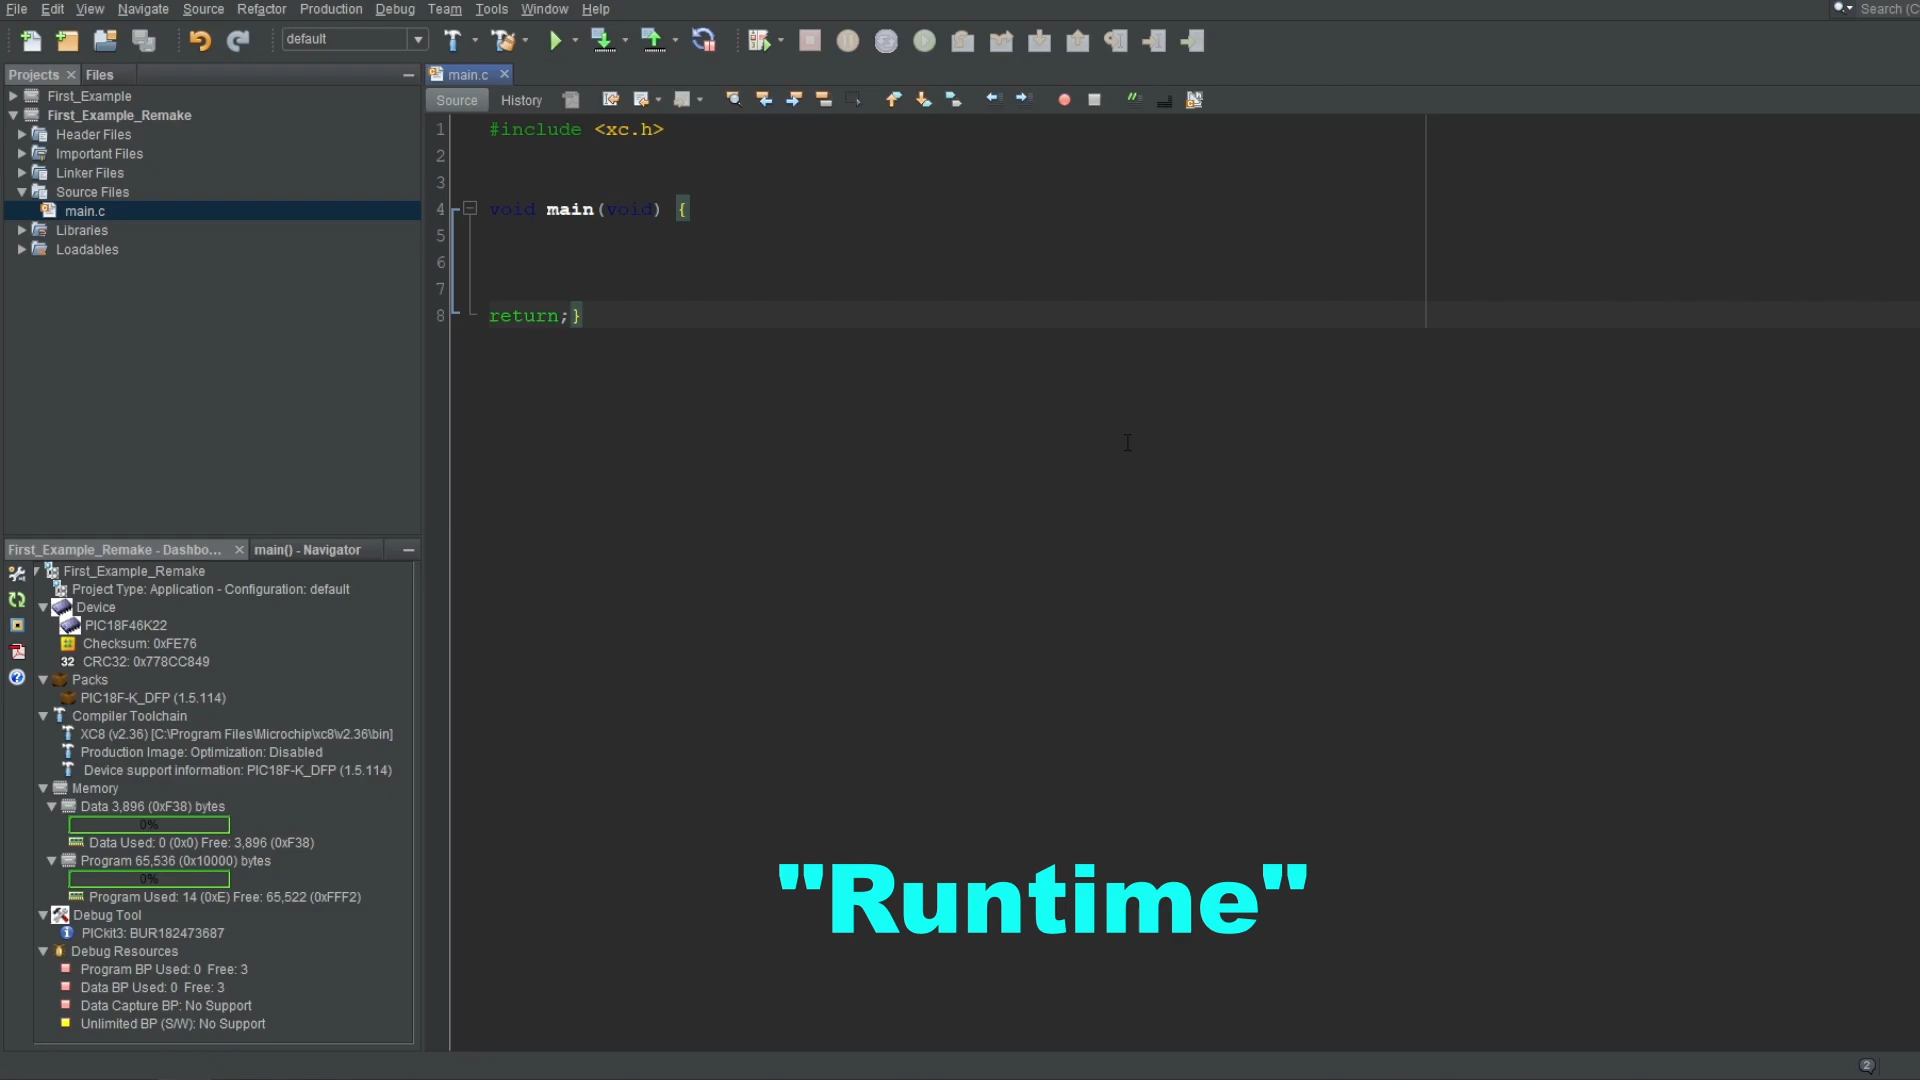 File Edit View Navigate Source Refactor Production Debug Team Tools Window Help Search (C
default
Projects Files
main.c
First_Example
First_Example_Remake
Header Files
Important Files
Linker Files
Source Files
main.c
Libraries
Loadables
Source History
1 #include <xc.h>
2
3
4 void main(void) {
5
6
7
8 return;}
First_Example_Remake - Dashbo... main() - Navigator
First_Example_Remake
Project Type: Application - Configuration: default
Device
PIC18F46K22
Checksum: 0xFE76
32 CRC32: 0x778CC849
Packs
PIC18F-K_DFP (1.5.114)
Compiler Toolchain
XC8 (v2.36) [C:\Program Files\Microchip\xc8\v2.36\bin]
Production Image: Optimization: Disabled
Device support information: PIC18F-K_DFP (1.5.114)
Memory
Data 3,896 (0xF38) bytes
0%
Data Used: 0 (0x0) Free: 3,896 (0xF38)
Program 65,536 (0x10000) bytes
0%
Program Used: 14 (0xE) Free: 65,522 (0xFFF2)
Debug Tool
PICkit3: BUR182473687
Debug Resources
Program BP Used: 0 Free: 3
Data BP Used: 0 Free: 3
Data Capture BP: No Support
Unlimited BP (S/W): No Support
"Runtime"
2